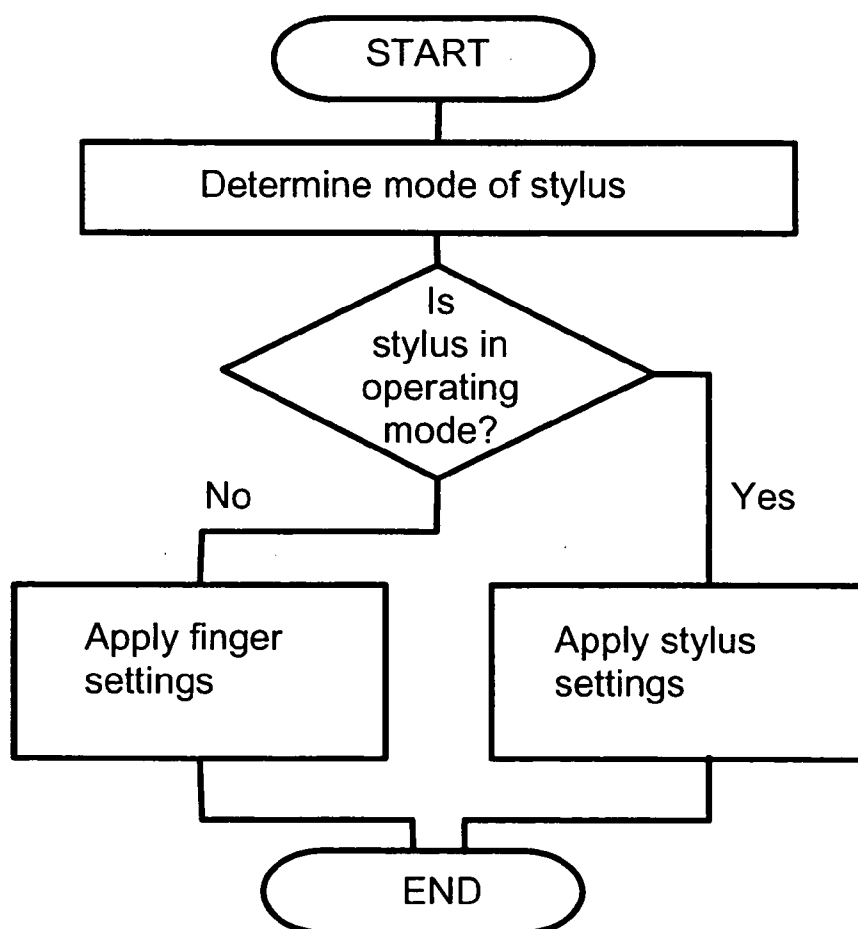 START
Determine mode of stylus
Is
stylus in
operating
mode?
No
Yes
Apply finger
settings
Apply stylus
settings
END